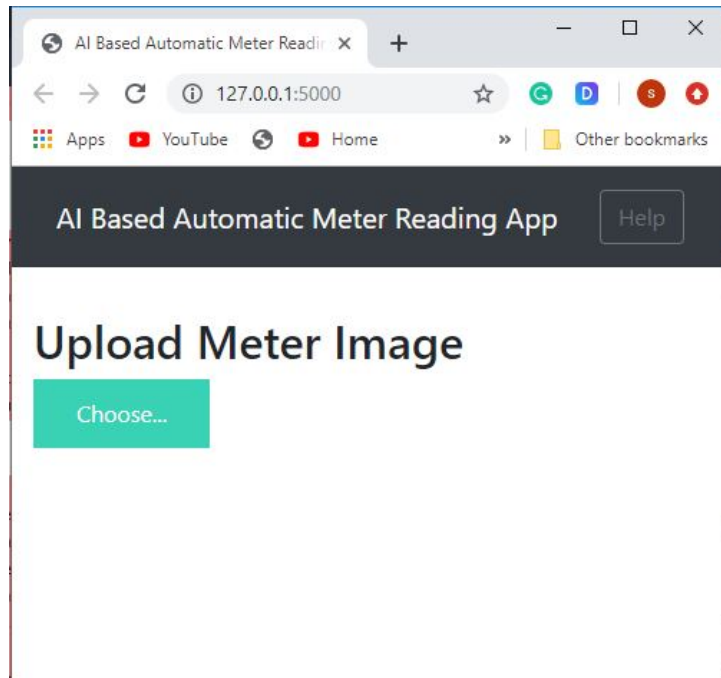 AI Based Automatic Meter Readin
127.0.0.1:5000
G D s
Apps YouTube Home » Other bookmarks
AI Based Automatic Meter Reading App Help
Upload Meter Image
Choose...